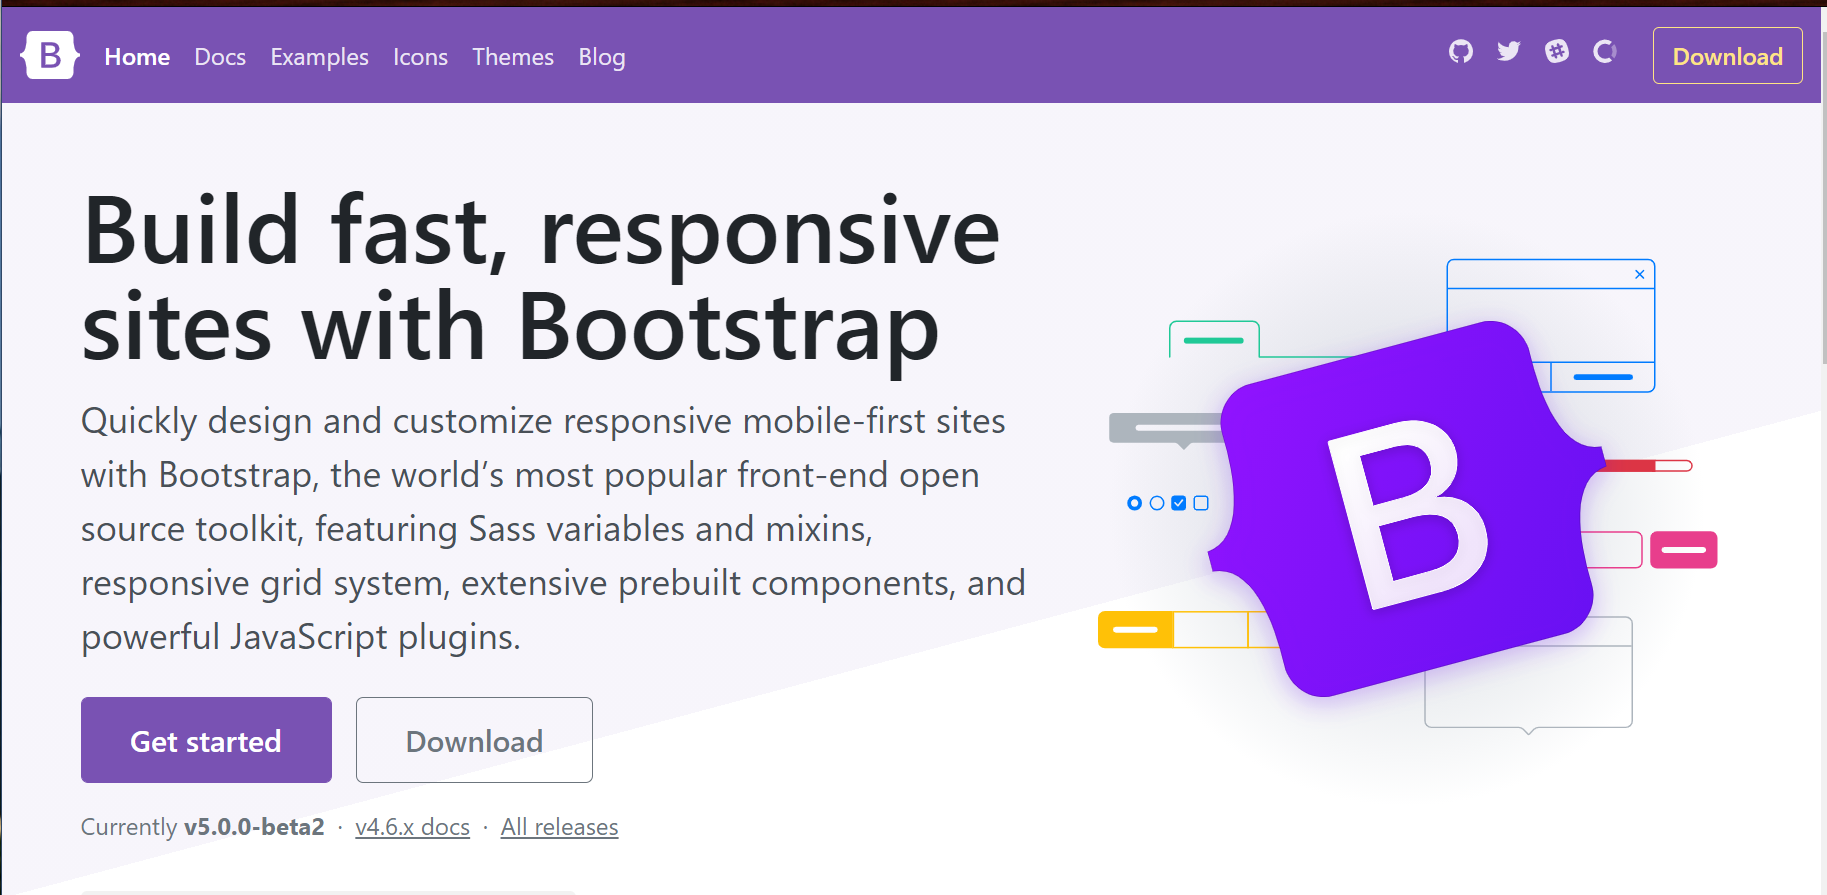 B Home Docs Examples Icons Themes Blog Download
Build fast, responsive
sites with Bootstrap
Quickly design and customize responsive mobile-first sites
with Bootstrap, the world’s most popular front-end open
source toolkit, featuring Sass variables and mixins,
responsive grid system, extensive prebuilt components, and
powerful JavaScript plugins.
Get started Download
Currently v5.0.0-beta2 · v4.6.x docs · All releases
B